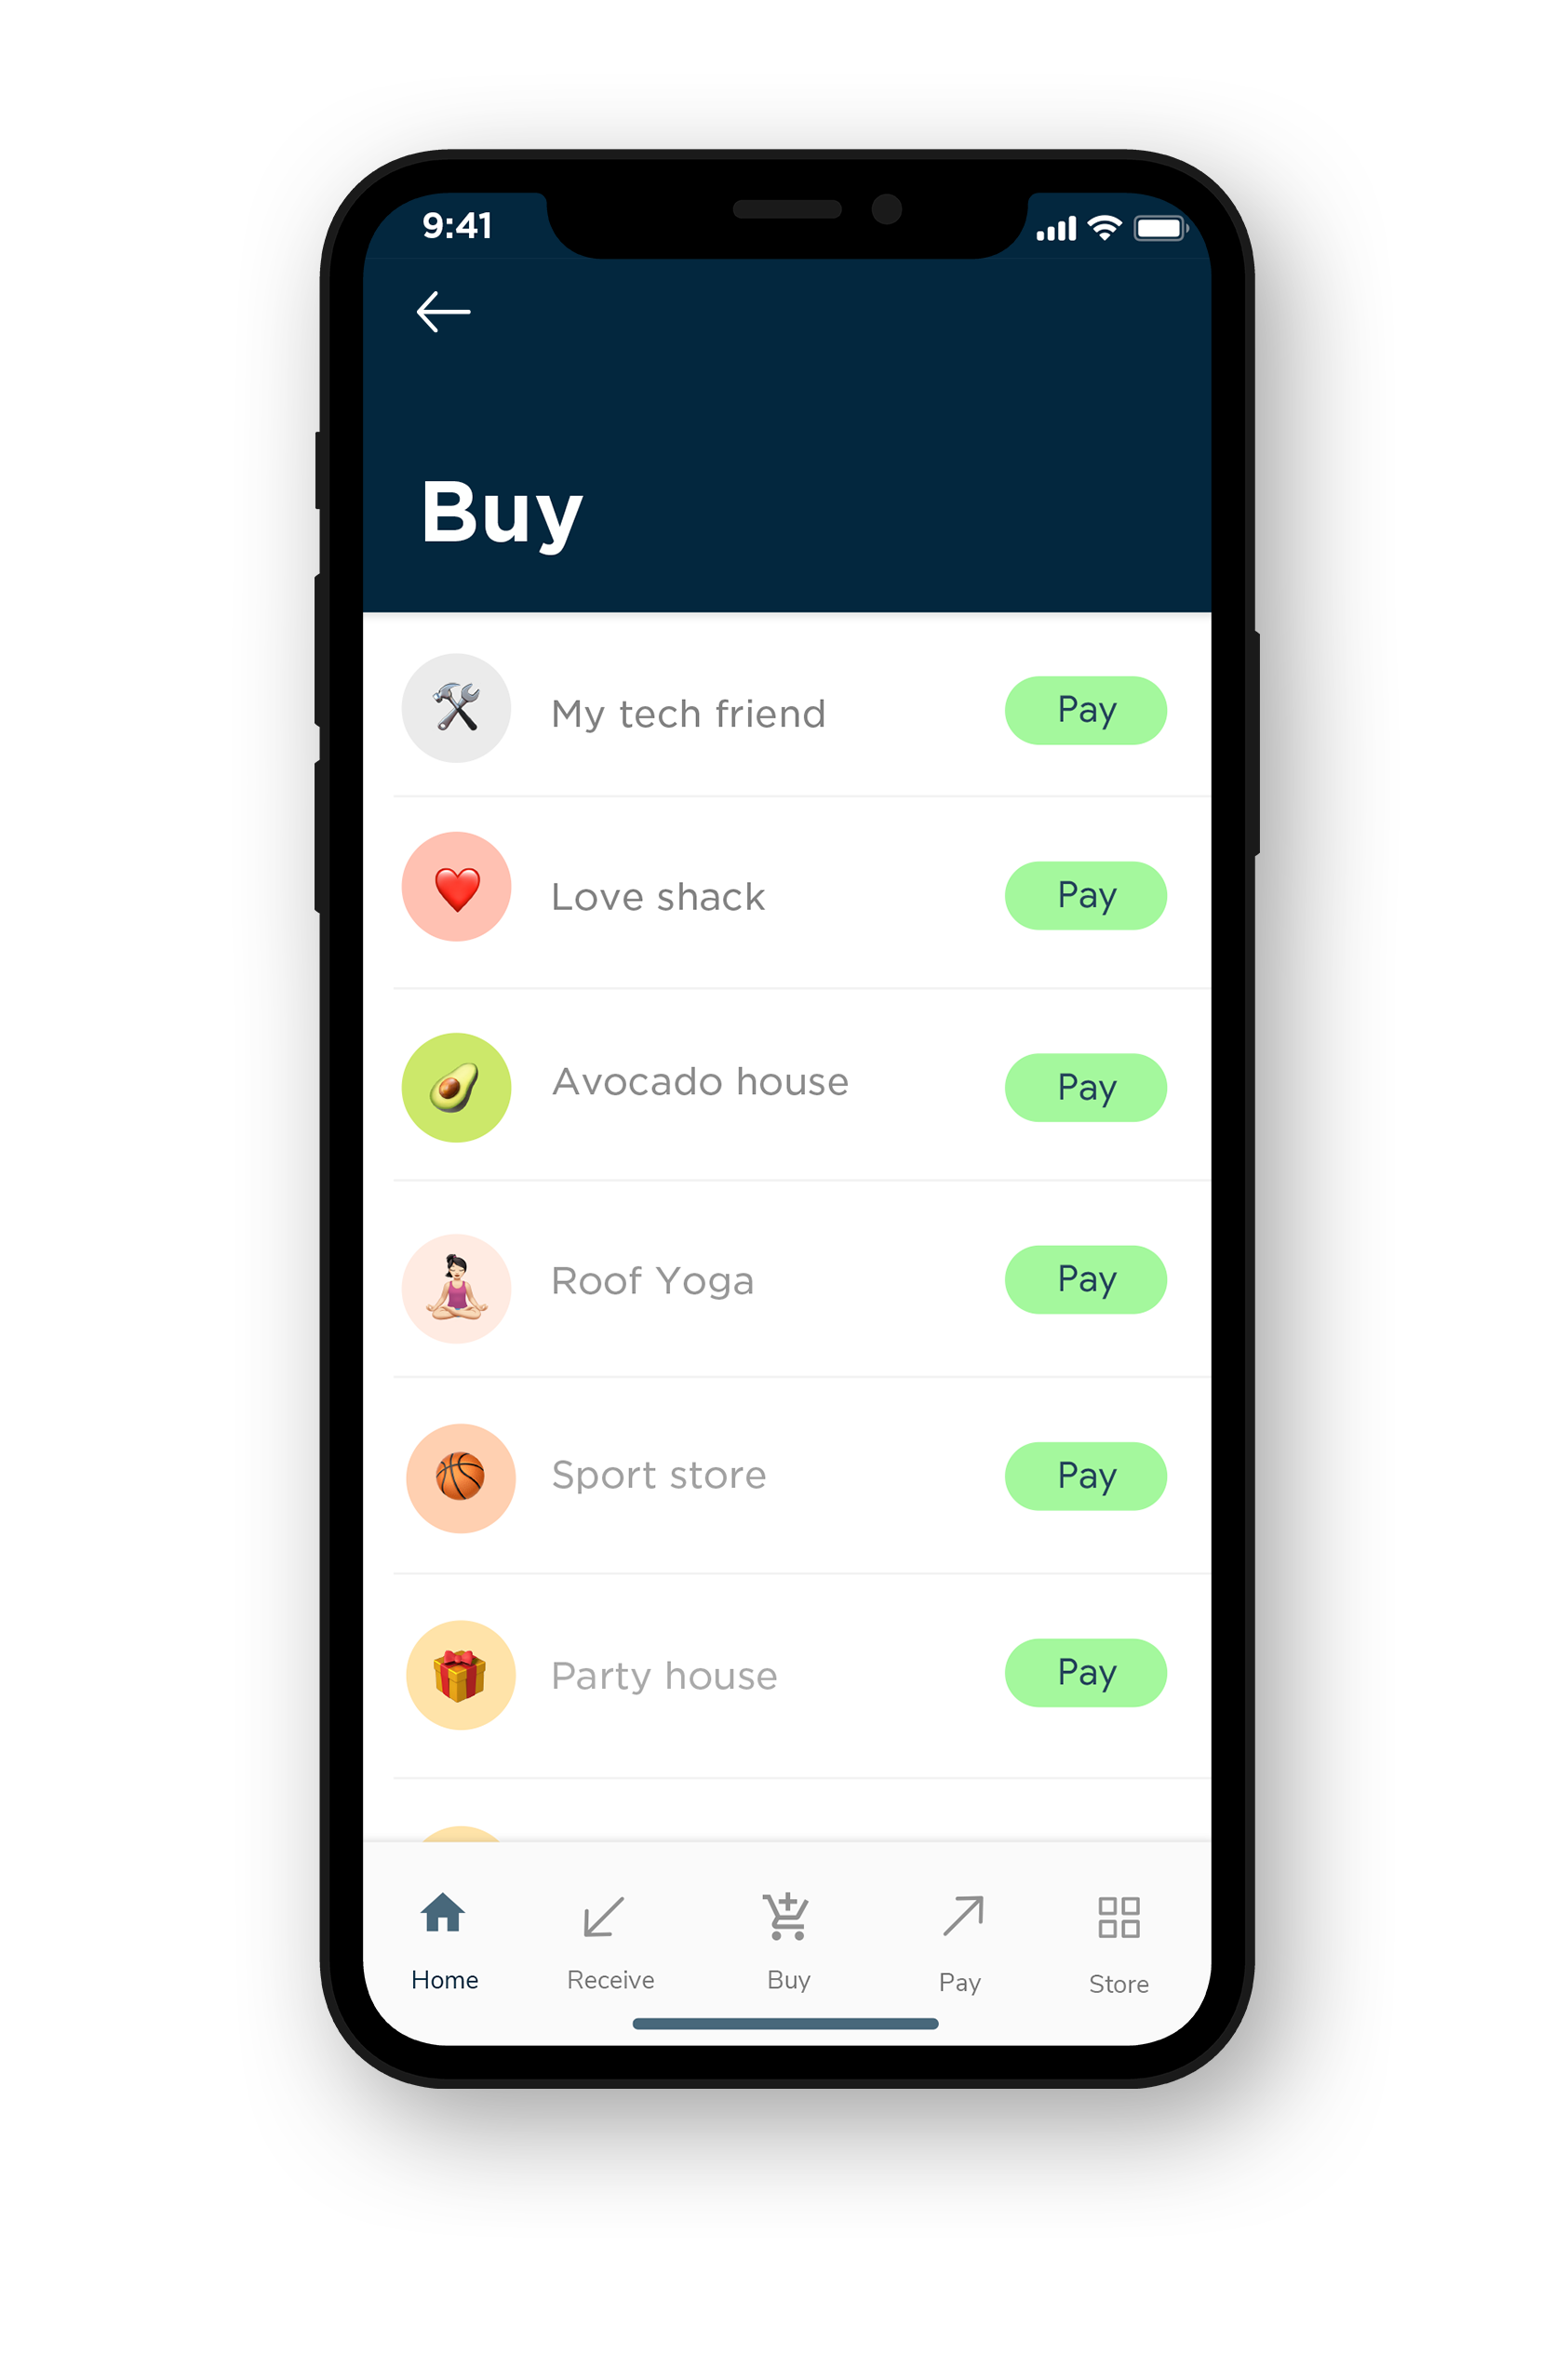 9:41
Buy
My tech friend Pay
Love shack Pay
Avocado house Pay
Roof Yoga Pay
Sport store Pay
Party house Pay
Home Receive Buy Pay Store